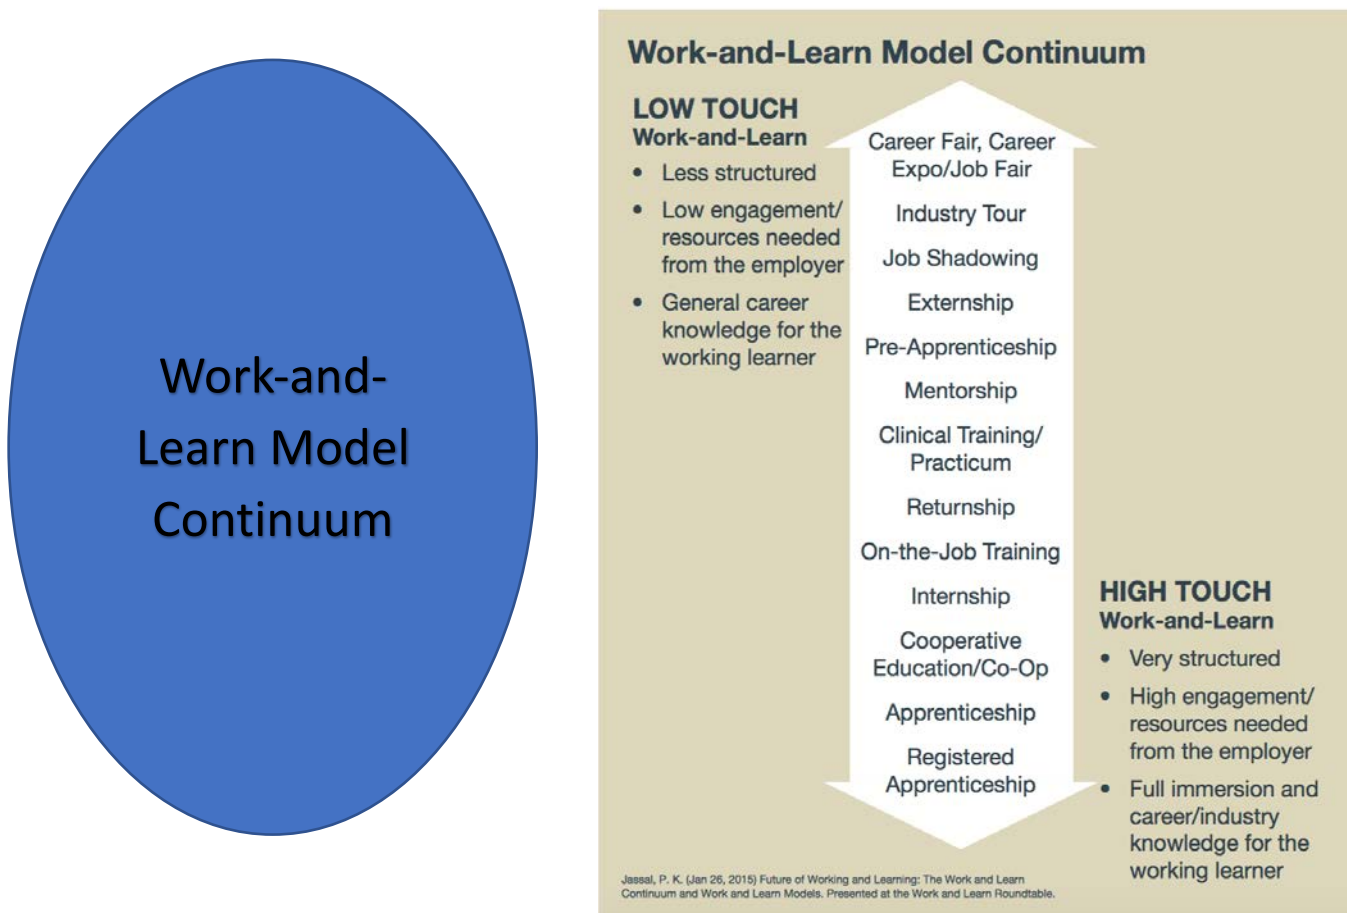 Work-and-
Learn Model
Continuum
Work-and-Learn Model Continuum
LOW TOUCH
Work-and-Learn
• Less structured
• Low engagement/
resources needed
from the employer
• General career
knowledge for the
working learner
Career Fair, Career
Expo/Job Fair
Industry Tour
Job Shadowing
Externship
Pre-Apprenticeship
Mentorship
Clinical Training/
Practicum
Returnship
On-the-Job Training
Internship
Cooperative
Education/Co-Op
Apprenticeship
Registered
Apprenticeship
HIGH TOUCH
Work-and-Learn
• Very structured
• High engagement/
resources needed
from the employer
• Full immersion and
career/industry
knowledge for the
working learner
Jassal, P. K. (Jan 26, 2015) Future of Working and Learning: The Work and Learn
Continuum and Work and Learn Models. Presented at the Work and Learn Roundtable.